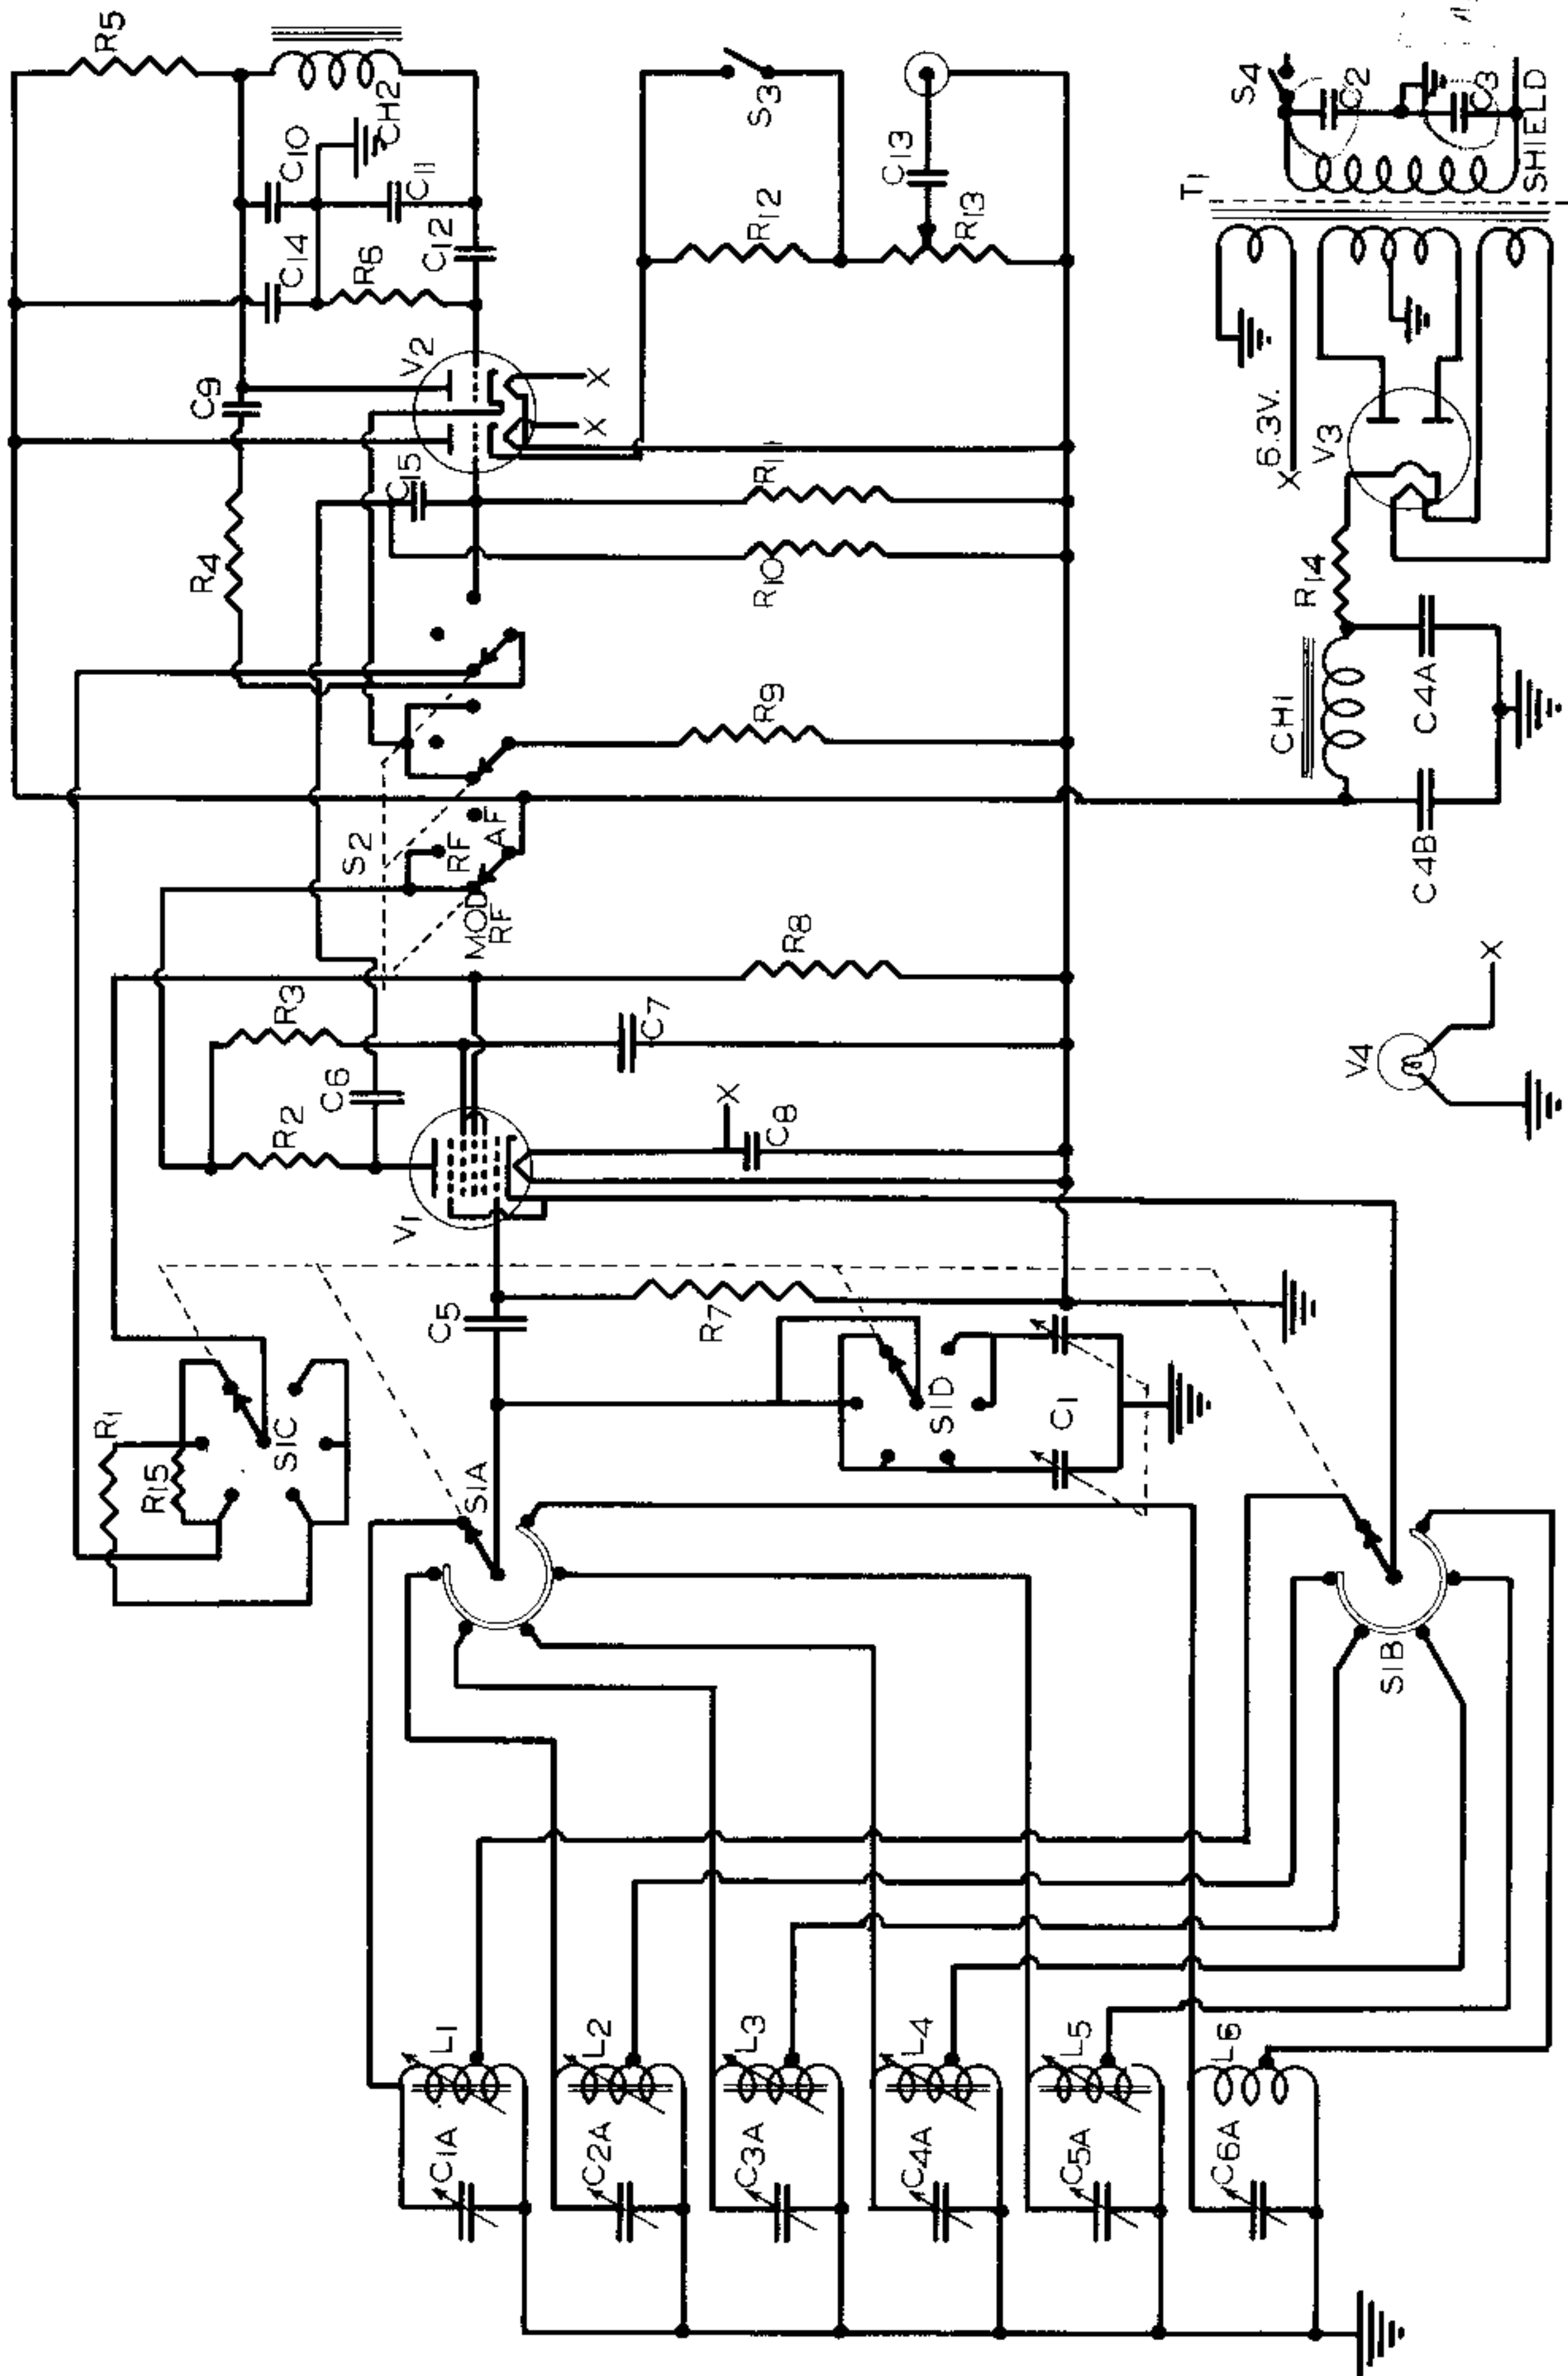 R5
CH2
C10
C11
C14
C12
R6
V2
C9
X
X
C15
R4
R11
R10
R12
S3
C13
R13
S4
C2
C3
SHIELD
T1
6.3V.
X
V3
R14
CH1
C4A
C4B
R9
S2
RF
AF
MOD
RF
R8
R3
C7
C6
R2
X
C8
V1
V4
X
C5
R7
R1
R15
S1C
S1D
C1
S1A
S1B
L1
C1A
L2
C2A
L3
C3A
L4
C4A
L5
C5A
L6
C6A